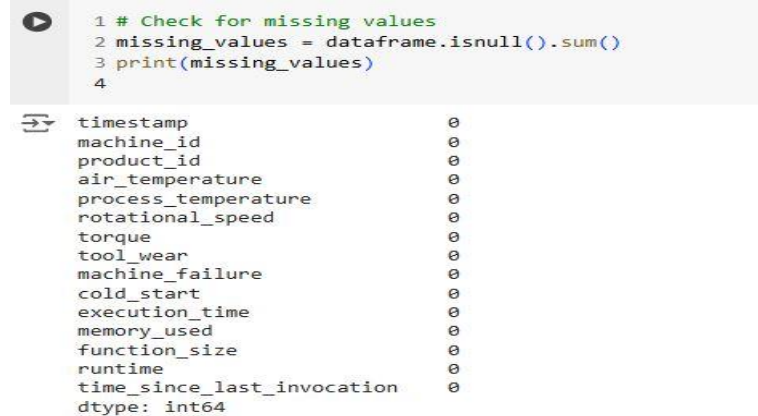 1 # Check for missing values
2 missing_values = dataframe.isnull().sum()
3 print(missing_values)
4
timestamp 0
machine_id 0
product_id 0
air_temperature 0
process_temperature 0
rotational_speed 0
torque 0
tool_wear 0
machine_failure 0
cold_start 0
execution_time 0
memory_used 0
function_size 0
runtime 0
time_since_last_invocation 0
dtype: int64